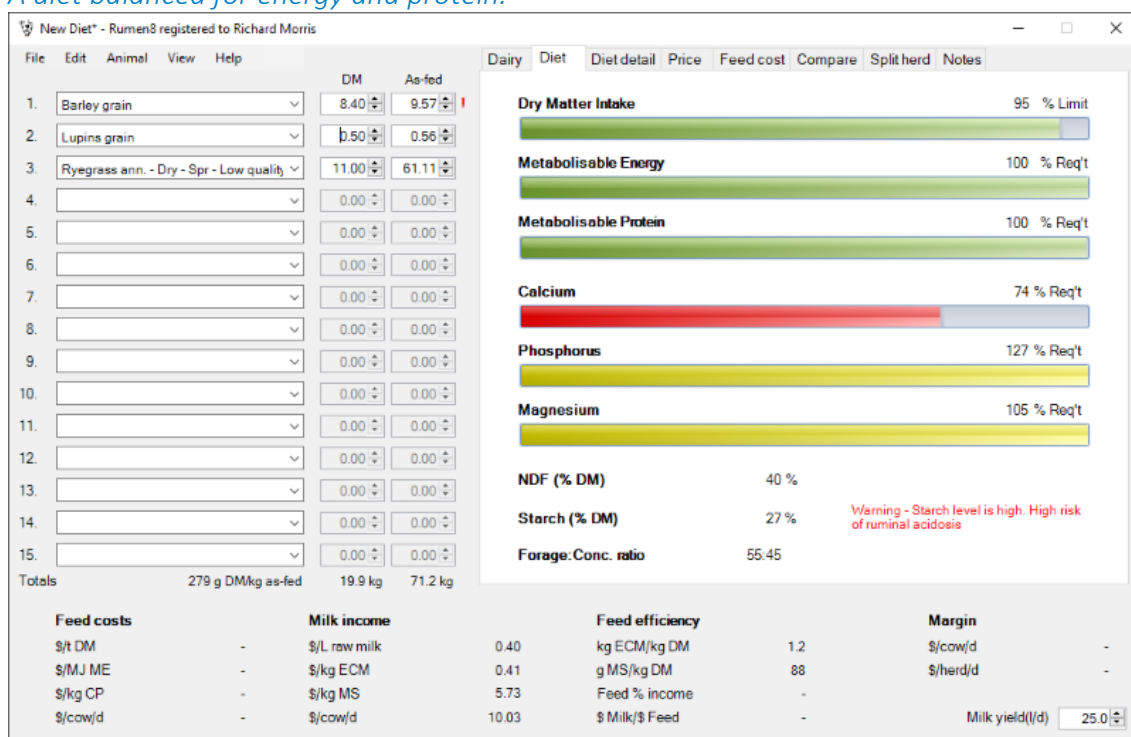 A diet balanced for energy and protein.
New Diet* - Rumen8 registered to Richard Morris
File Edit Animal View Help
Dairy Diet Diet detail Price Feed cost Compare Split herd Notes
DM As-fed
1. Barley grain 8.40 9.57 !
2. Lupins grain 0.50 0.56
3. Ryegrass ann. - Dry - Spr - Low quality 11.00 61.11
4. 0.00 0.00
5. 0.00 0.00
6. 0.00 0.00
7. 0.00 0.00
8. 0.00 0.00
9. 0.00 0.00
10. 0.00 0.00
11. 0.00 0.00
12. 0.00 0.00
13. 0.00 0.00
14. 0.00 0.00
15. 0.00 0.00
Totals 279 g DM/kg as-fed 19.9 kg 71.2 kg
Dry Matter Intake 95 % Limit
Metabolisable Energy 100 % Req't
Metabolisable Protein 100 % Req't
Calcium 74 % Req't
Phosphorus 127 % Req't
Magnesium 105 % Req't
NDF (% DM) 40 %
Starch (% DM) 27 % Warning - Starch level is high. High risk
of ruminal acidosis
Forage:Conc. ratio 55:45
Feed costs Milk income Feed efficiency Margin
$/t DM - $/L raw milk 0.40 kg ECM/kg DM 1.2 $/cow/d -
$/MJ ME - $/kg ECM 0.41 g MS/kg DM 88 $/herd/d -
$/kg CP - $/kg MS 5.73 Feed % income -
$/cow/d - $/cow/d 10.03 $ Milk/$ Feed - Milk yield(l/d) 25.0